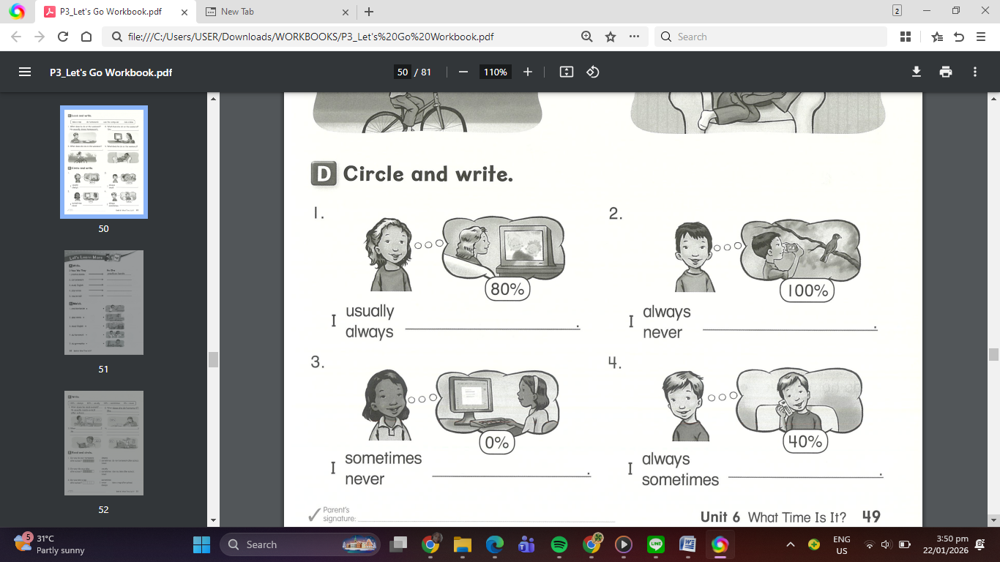 P3_Let's Go Workbook.pdf
New Tab
2
file:///C:/Users/USER/Downloads/WORKBOOKS/P3_Let's%20Go%20Workbook.pdf
Search
P3_Let's Go Workbook.pdf
50 / 81
110%
50
51
52
D Circle and write.
1.
80%
I usually
always .
2.
100%
I always
never .
3.
0%
I sometimes
never .
4.
40%
I always
sometimes .
Parent's
signature:
Unit 6 What Time Is It? 49
5
31°C
Partly sunny
Search
ENG
US
3:50 pm
22/01/2026